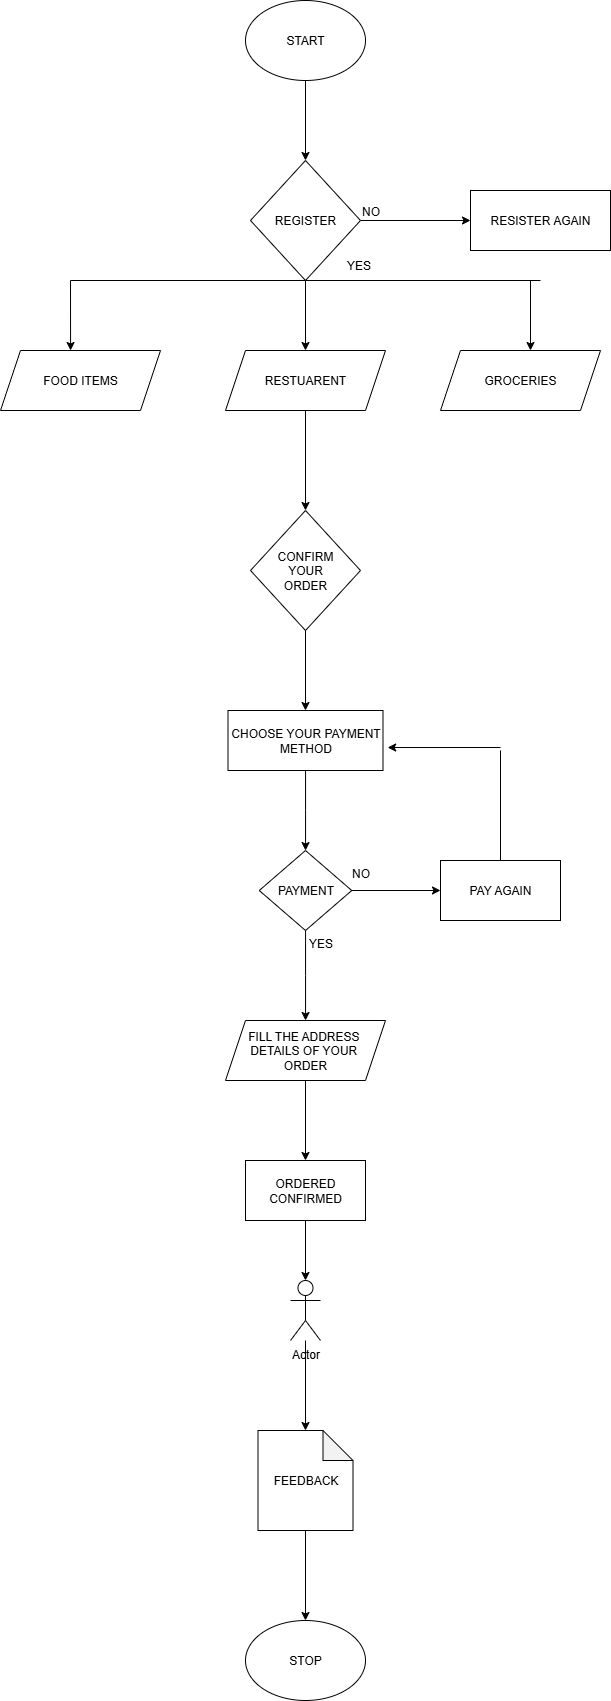 START
REGISTER
NO
RESISTER AGAIN
YES
FOOD ITEMS
RESTUARENT
GROCERIES
CONFIRM
YOUR
ORDER
CHOOSE YOUR PAYMENT
METHOD
NO
PAYMENT
PAY AGAIN
YES
FILL THE ADDRESS
DETAILS OF YOUR
ORDER
ORDERED
CONFIRMED
Actor
FEEDBACK
STOP